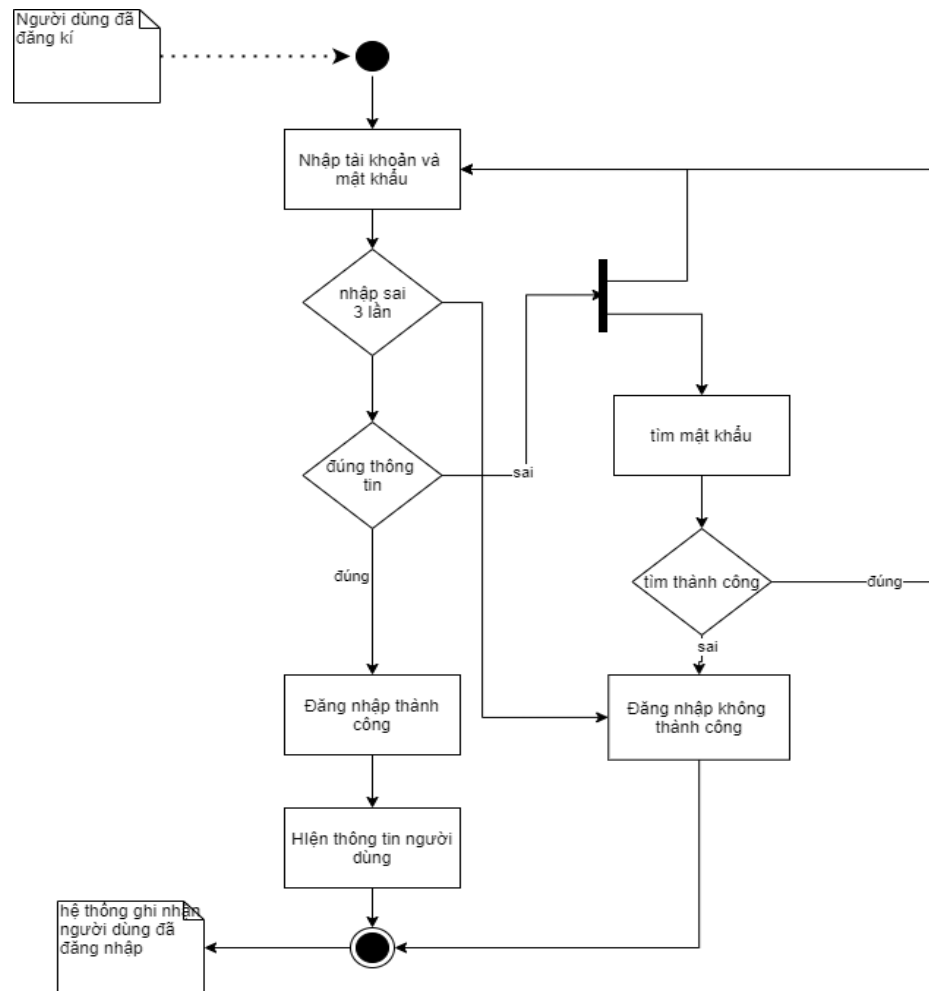 Người dùng đã
đăng kí
Nhập tài khoản và
mật khẩu
nhập sai
3 lần
đúng thông
tin
sai
tìm mật khẩu
đúng
tìm thành công
đúng
sai
Đăng nhập thành
công
Đăng nhập không
thành công
HIện thông tin người
dùng
hệ thống ghi nhận
người dùng đã
đăng nhập